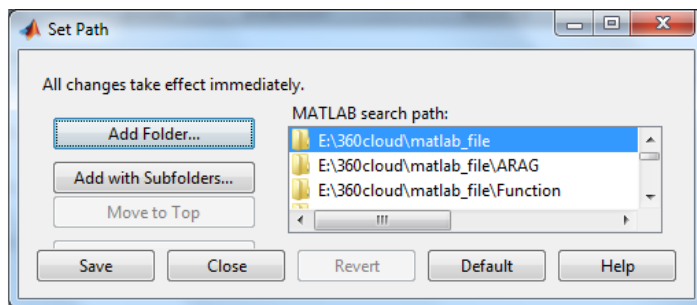 Set Path
All changes take effect immediately.
MATLAB search path:
Add Folder...
Add with Subfolders...
Move to Top
E:\360cloud\matlab_file
E:\360cloud\matlab_file\ARAG
E:\360cloud\matlab_file\Function
Save Close Revert Default Help